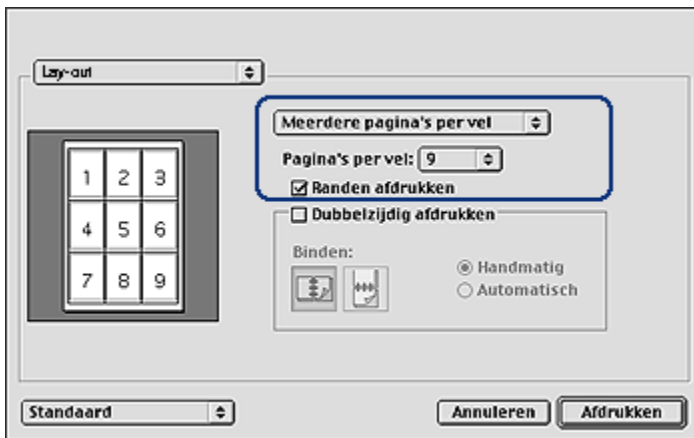 Lay-out
Meerdere pagina's per vel
Pagina's per vel: 9
Randen afdrukken
1 2 3
4 5 6
7 8 9
Dubbelzijdig afdrukken
Binden:
Handmatig
Automatisch
Standaard
Annuleren Afdrukken